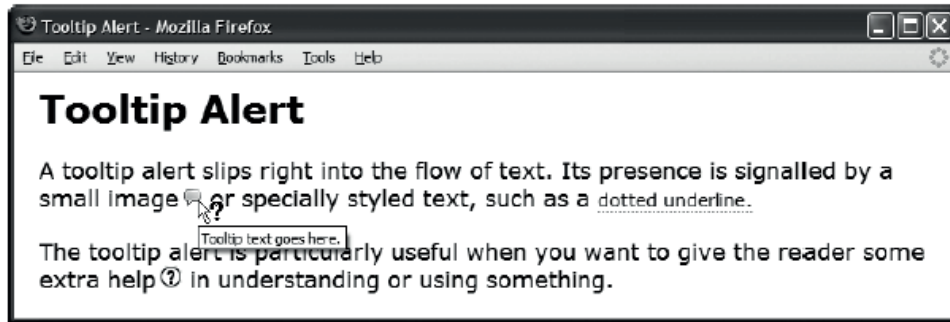 Tooltip Alert - Mozilla Firefox
File Edit View History Bookmarks Tools Help
Tooltip Alert
A tooltip alert slips right into the flow of text. Its presence is signalled by a
small image or specially styled text, such as a dotted underline.
Tooltip text goes here.
The tooltip alert is particularly useful when you want to give the reader some
extra help ? in understanding or using something.